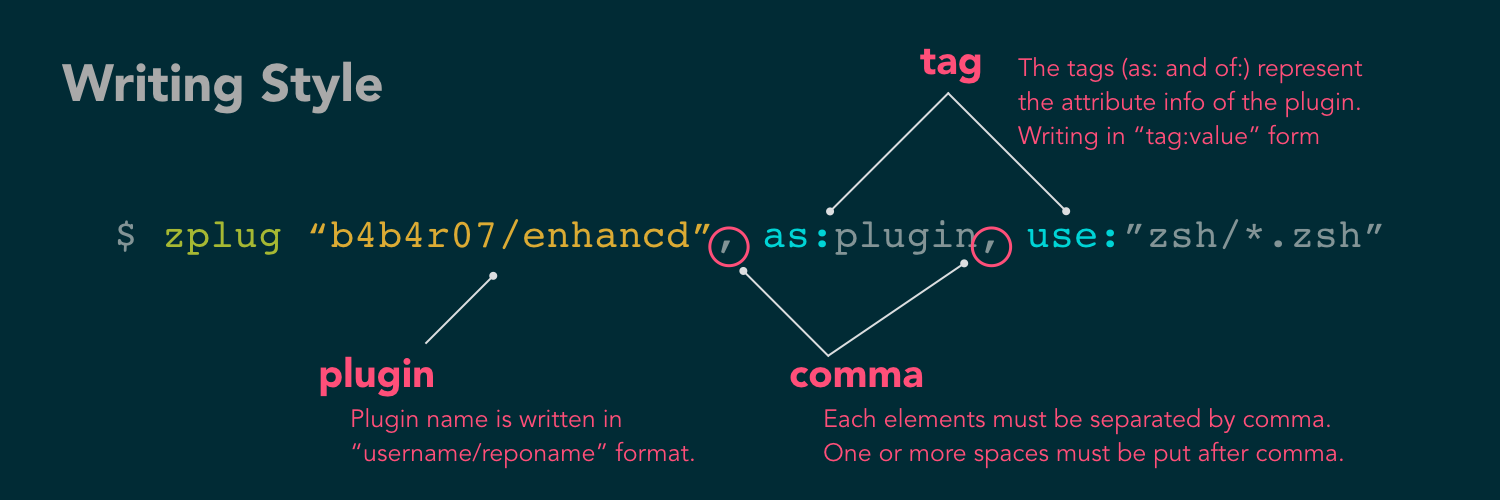 Writing Style
tag
The tags (as: and of:) represent
the attribute info of the plugin.
Writing in “tag:value” form
$ zplug “b4b4r07/enhancd”, as:plugin, use:”zsh/*.zsh”
plugin
Plugin name is written in
“username/reponame” format.
comma
Each elements must be separated by comma.
One or more spaces must be put after comma.